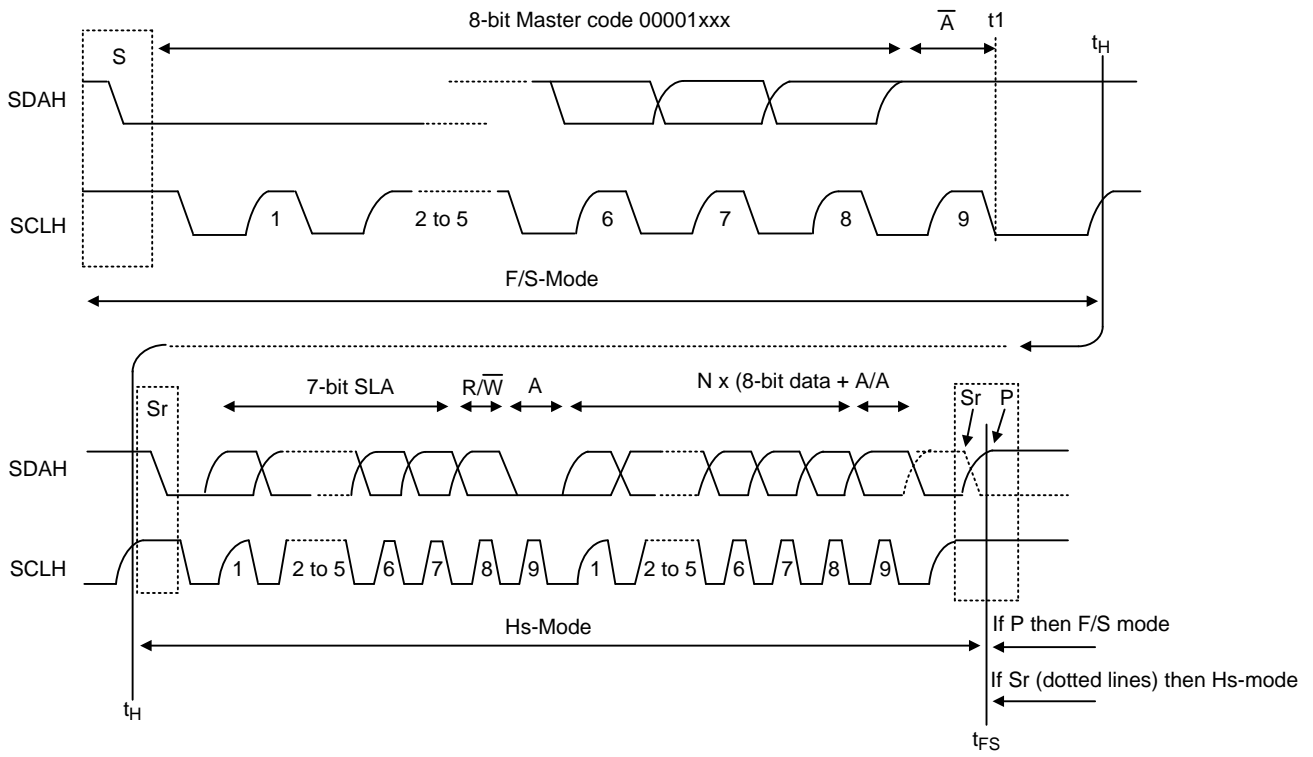 8-bit Master code 00001xxx
A̅
t1
S
tH
SDAH
SCLH
1
2 to 5
6
7
8
9
F/S-Mode
7-bit SLA
R/W̅
A
N x (8-bit data + A/A
Sr
Sr
P
SDAH
SCLH
1
2 to 5
6
7
8
9
1
2 to 5
6
7
8
9
Hs-Mode
If P then F/S mode
If Sr (dotted lines) then Hs-mode
tH
tFS